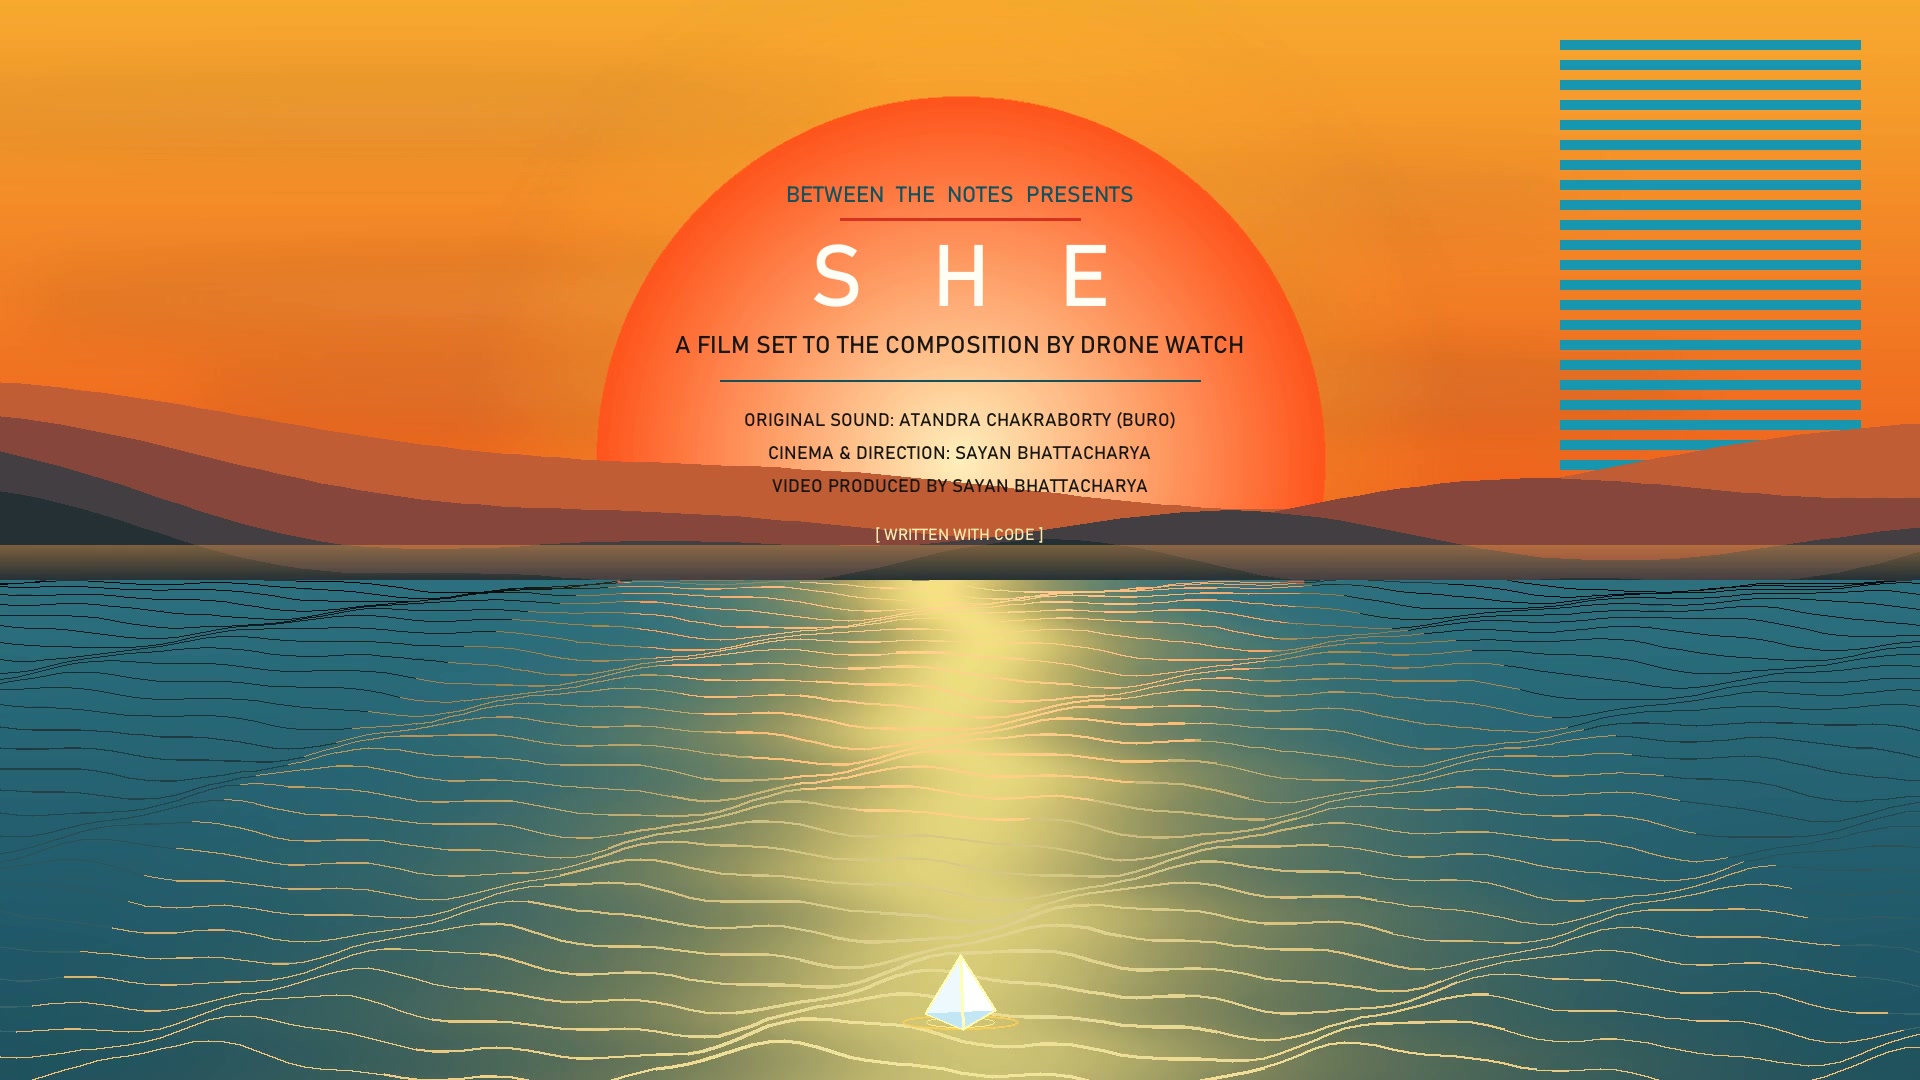 BETWEEN THE NOTES PRESENTS
S H E
A FILM SET TO THE COMPOSITION BY DRONE WATCH
ORIGINAL SOUND: ATANDRA CHAKRABORTY (BURO)
CINEMA & DIRECTION: SAYAN BHATTACHARYA
VIDEO PRODUCED BY SAYAN BHATTACHARYA
[ WRITTEN WITH CODE ]